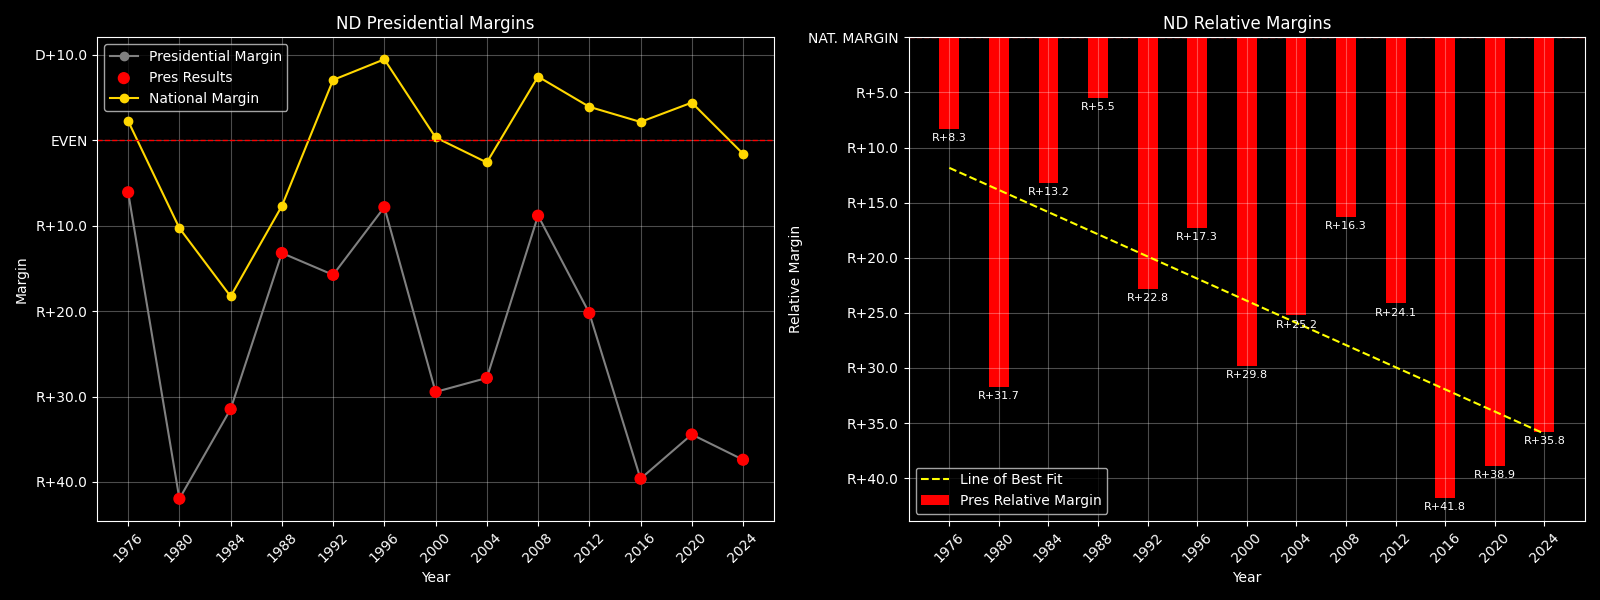 ND Presidential Margins
Presidential Margin
Pres Results
National Margin
D+10.0
EVEN
R+10.0
R+20.0
R+30.0
R+40.0
Margin
1976
1980
1984
1988
1992
1996
2000
2004
2008
2012
2016
2020
2024
Year
ND Relative Margins
NAT. MARGIN
R+5.0
R+10.0
R+15.0
R+20.0
R+25.0
R+30.0
R+35.0
R+40.0
Relative Margin
R+8.3
R+31.7
R+13.2
R+5.5
R+22.8
R+17.3
R+29.8
R+25.2
R+16.3
R+24.1
R+41.8
R+38.9
R+35.8
Line of Best Fit
Pres Relative Margin
1976
1980
1984
1988
1992
1996
2000
2004
2008
2012
2016
2020
2024
Year